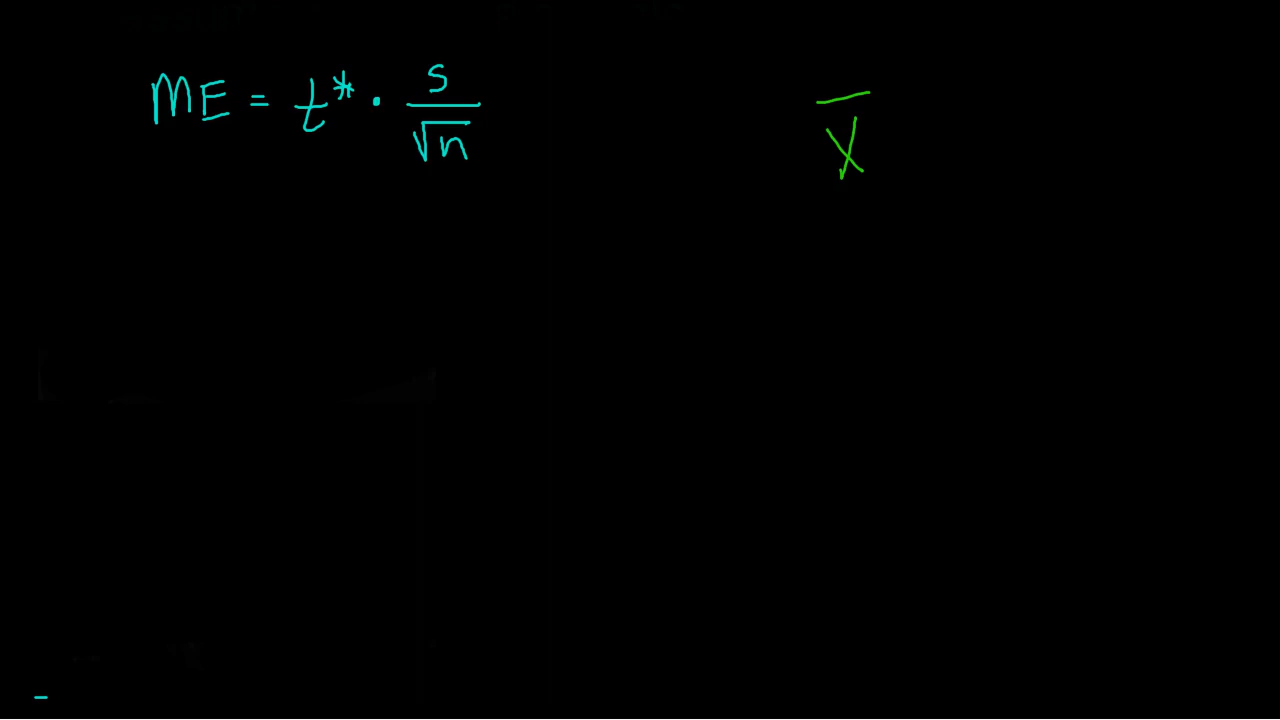 ME = t* · s/√n
x̄